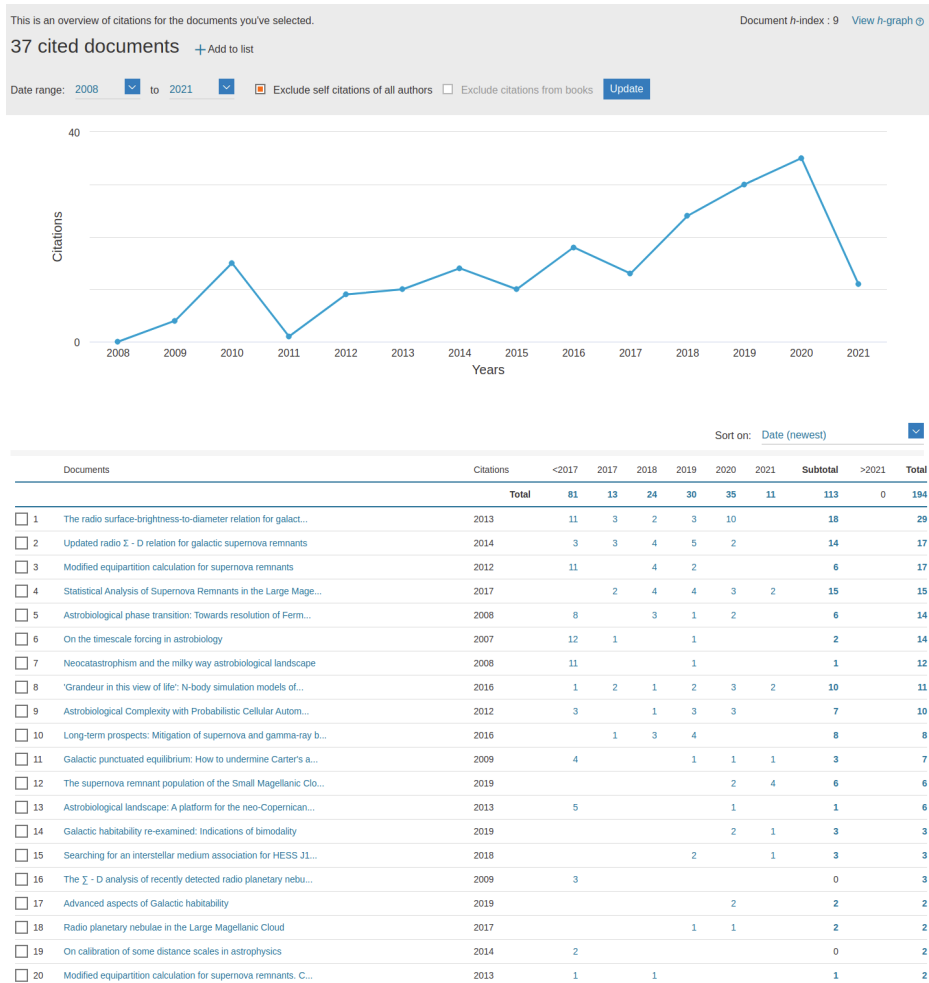 This is an overview of citations for the documents you've selected.
Document h-index : 9 View h-graph
37 cited documents + Add to list
Date range: 2008 to 2021 Exclude self citations of all authors Exclude citations from books Update
40
Citations
0
2008 2009 2010 2011 2012 2013 2014 2015 2016 2017 2018 2019 2020 2021
Years
Sort on: Date (newest)
Documents Citations <2017 2017 2018 2019 2020 2021 Subtotal >2021 Total
Total 81 13 24 30 35 11 113 0 194
1 The radio surface-brightness-to-diameter relation for galact... 2013 11 3 2 3 10 18 29
2 Updated radio Σ - D relation for galactic supernova remnants 2014 3 3 4 5 2 14 17
3 Modified equipartition calculation for supernova remnants 2012 11 4 2 6 17
4 Statistical Analysis of Supernova Remnants in the Large Mage... 2017 2 4 4 3 2 15 15
5 Astrobiological phase transition: Towards resolution of Ferm... 2008 8 3 1 2 6 14
6 On the timescale forcing in astrobiology 2007 12 1 1 2 14
7 Neocatastrophism and the milky way astrobiological landscape 2008 11 1 1 12
8 'Grandeur in this view of life': N-body simulation models of... 2016 1 2 1 2 3 2 10 11
9 Astrobiological Complexity with Probabilistic Cellular Autom... 2012 3 1 3 3 7 10
10 Long-term prospects: Mitigation of supernova and gamma-ray b... 2016 1 3 4 8 8
11 Galactic punctuated equilibrium: How to undermine Carter's a... 2009 4 1 1 1 3 7
12 The supernova remnant population of the Small Magellanic Clo... 2019 2 4 6 6
13 Astrobiological landscape: A platform for the neo-Copernican... 2013 5 1 1 6
14 Galactic habitability re-examined: Indications of bimodality 2019 2 1 3 3
15 Searching for an interstellar medium association for HESS J1... 2018 2 1 3 3
16 The ∑ - D analysis of recently detected radio planetary nebu... 2009 3 0 3
17 Advanced aspects of Galactic habitability 2019 2 2 2
18 Radio planetary nebulae in the Large Magellanic Cloud 2017 1 1 2 2
19 On calibration of some distance scales in astrophysics 2014 2 0 2
20 Modified equipartition calculation for supernova remnants. C... 2013 1 1 1 2